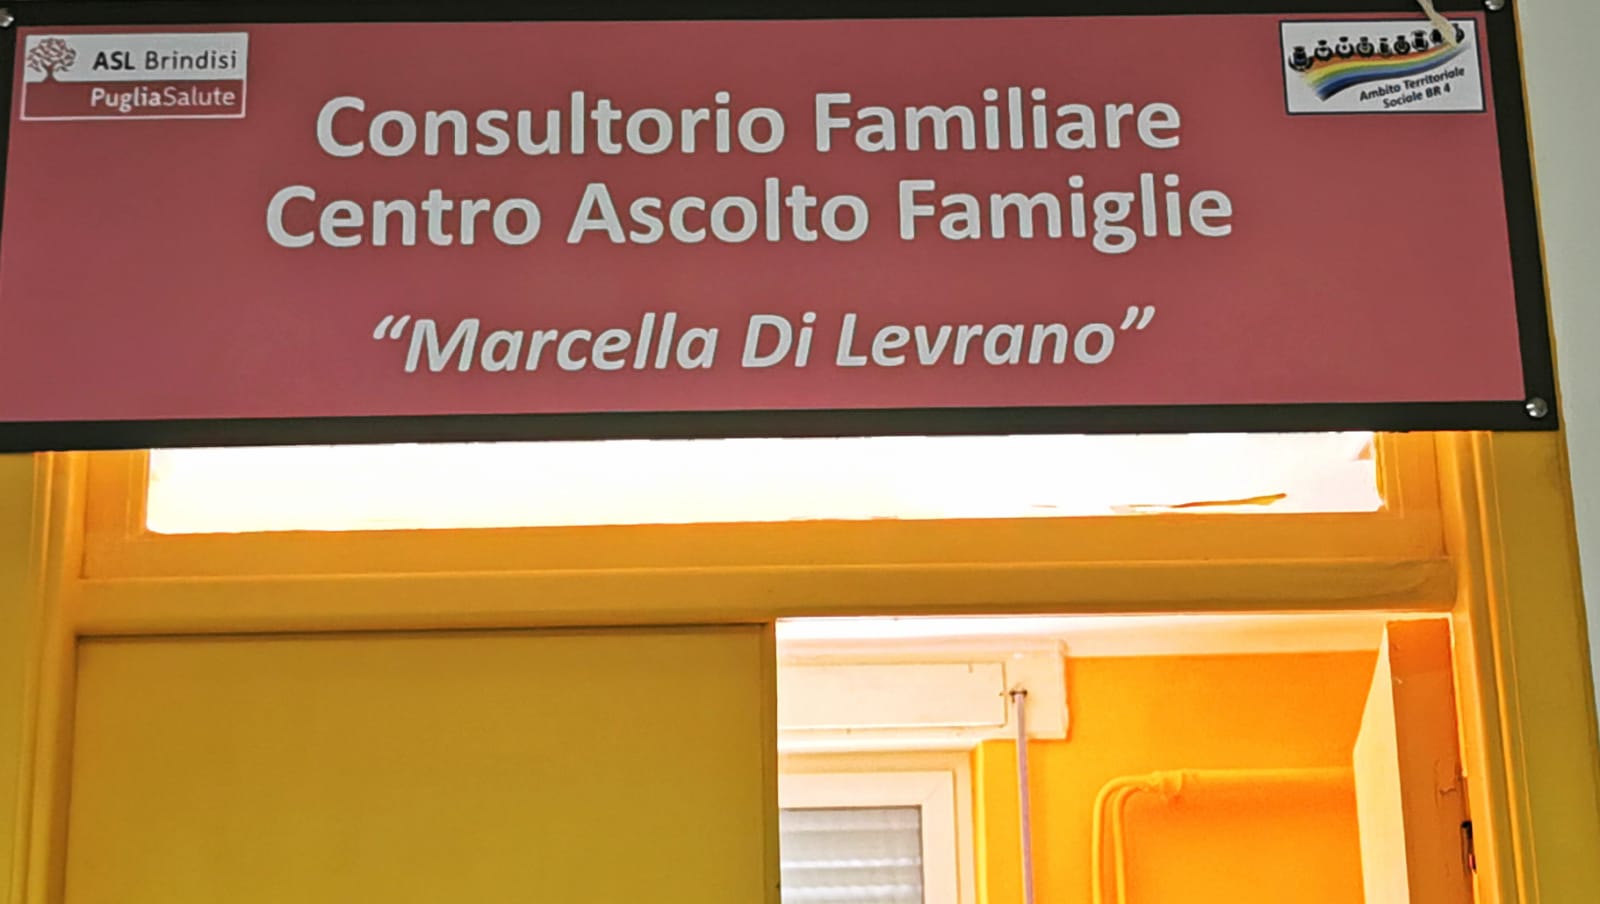 ASL Brindisi
PugliaSalute
Ambito Territoriale
Sociale BR 4
Consultorio Familiare
Centro Ascolto Famiglie
“Marcella Di Levrano”